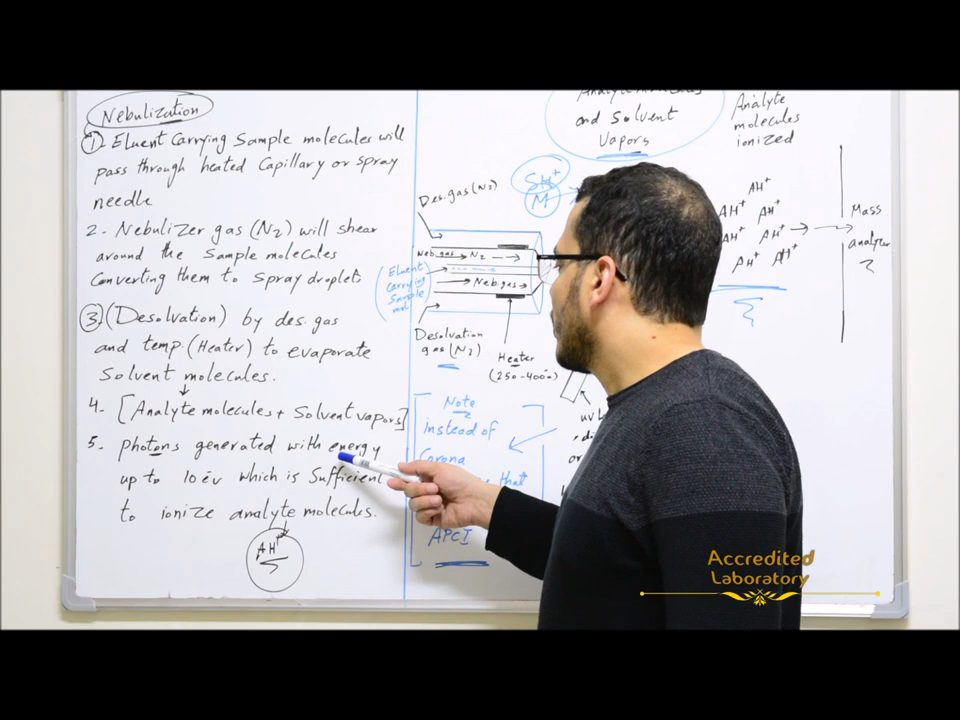 Nebulization
1- Eluent Carrying Sample molecules will
pass through heated Capillary or spray
needle
2- Nebulizer gas (N2) will shear
around the Sample molecules
Converting them to Spray droplets
3- (Desolvation) by des. gas
and temp. (Heater) to evaporate
Solvent molecules.
4- [Analyte molecules + Solvent vapors]
5- photons generated with energy
up to 10 ev which is Sufficient
to ionize analyte molecules.
AH+
Des. gas (N2)
Neb. gas → N2 →
Eluent
Carrying
Sample
Neb. gas →
Desolvation
gas (N2)
Heater
(250-400°)
Note
instead of
Corona
that
APCI
and Solvent
Vapors
M
Analyte
molecules
ionized
AH+
AH+ AH+
AH+ AH+
AH+ AH+
Mass
analyzer
Accredited
Laboratory